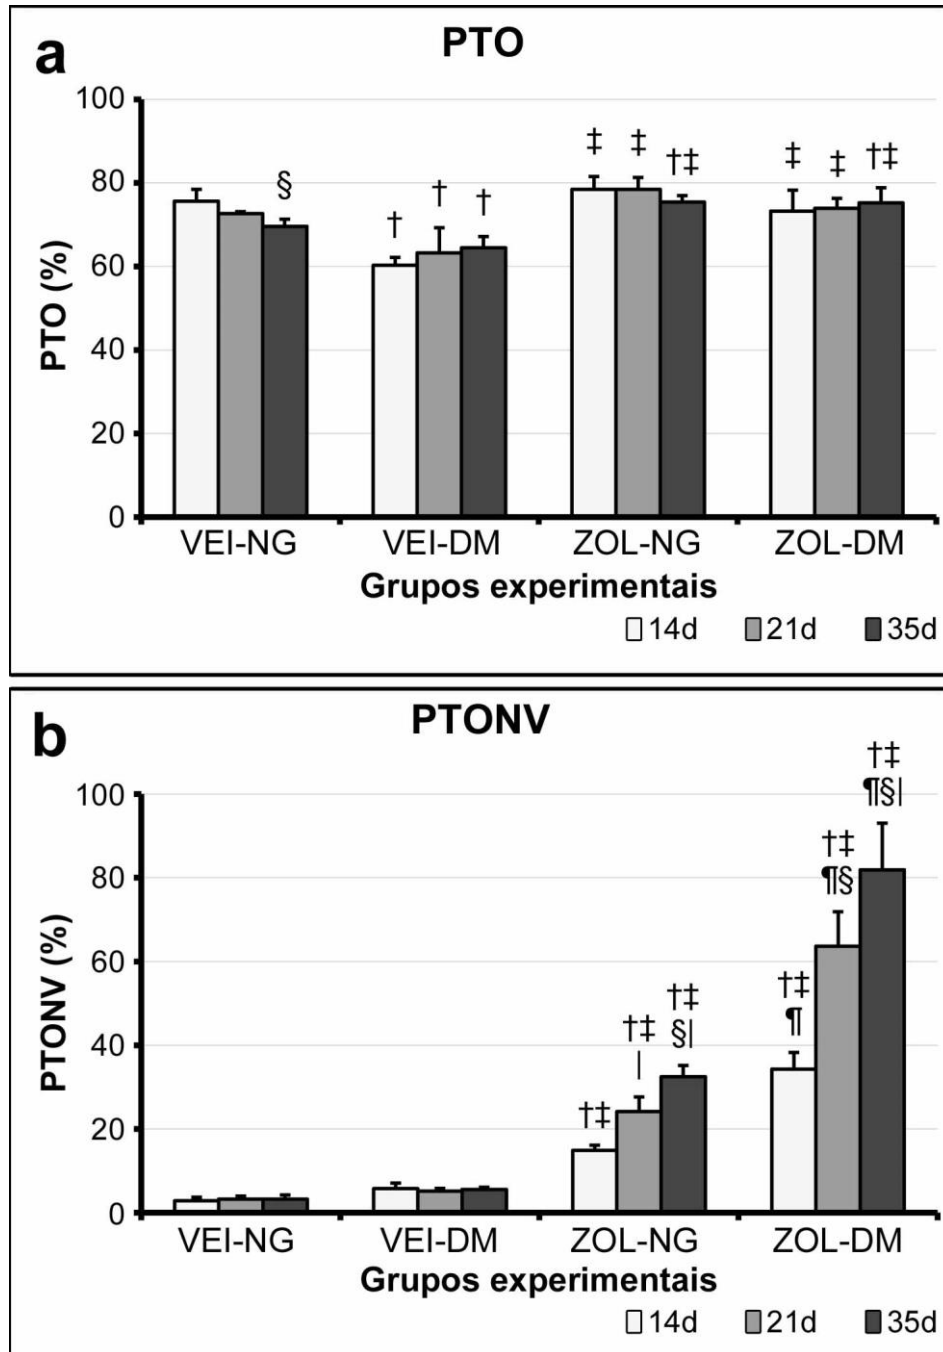 a
PTO
PTO (%)
100
80
60
40
20
0
§
†
†
†
‡
‡
†‡
‡
‡
†‡
VEI-NG
VEI-DM
ZOL-NG
ZOL-DM
Grupos experimentais
14d 21d 35d
b
PTONV
PTONV (%)
100
80
60
40
20
0
†‡
†‡
|
†‡
§|
†‡
¶
†‡
¶§
†‡
¶§|
VEI-NG
VEI-DM
ZOL-NG
ZOL-DM
Grupos experimentais
14d 21d 35d